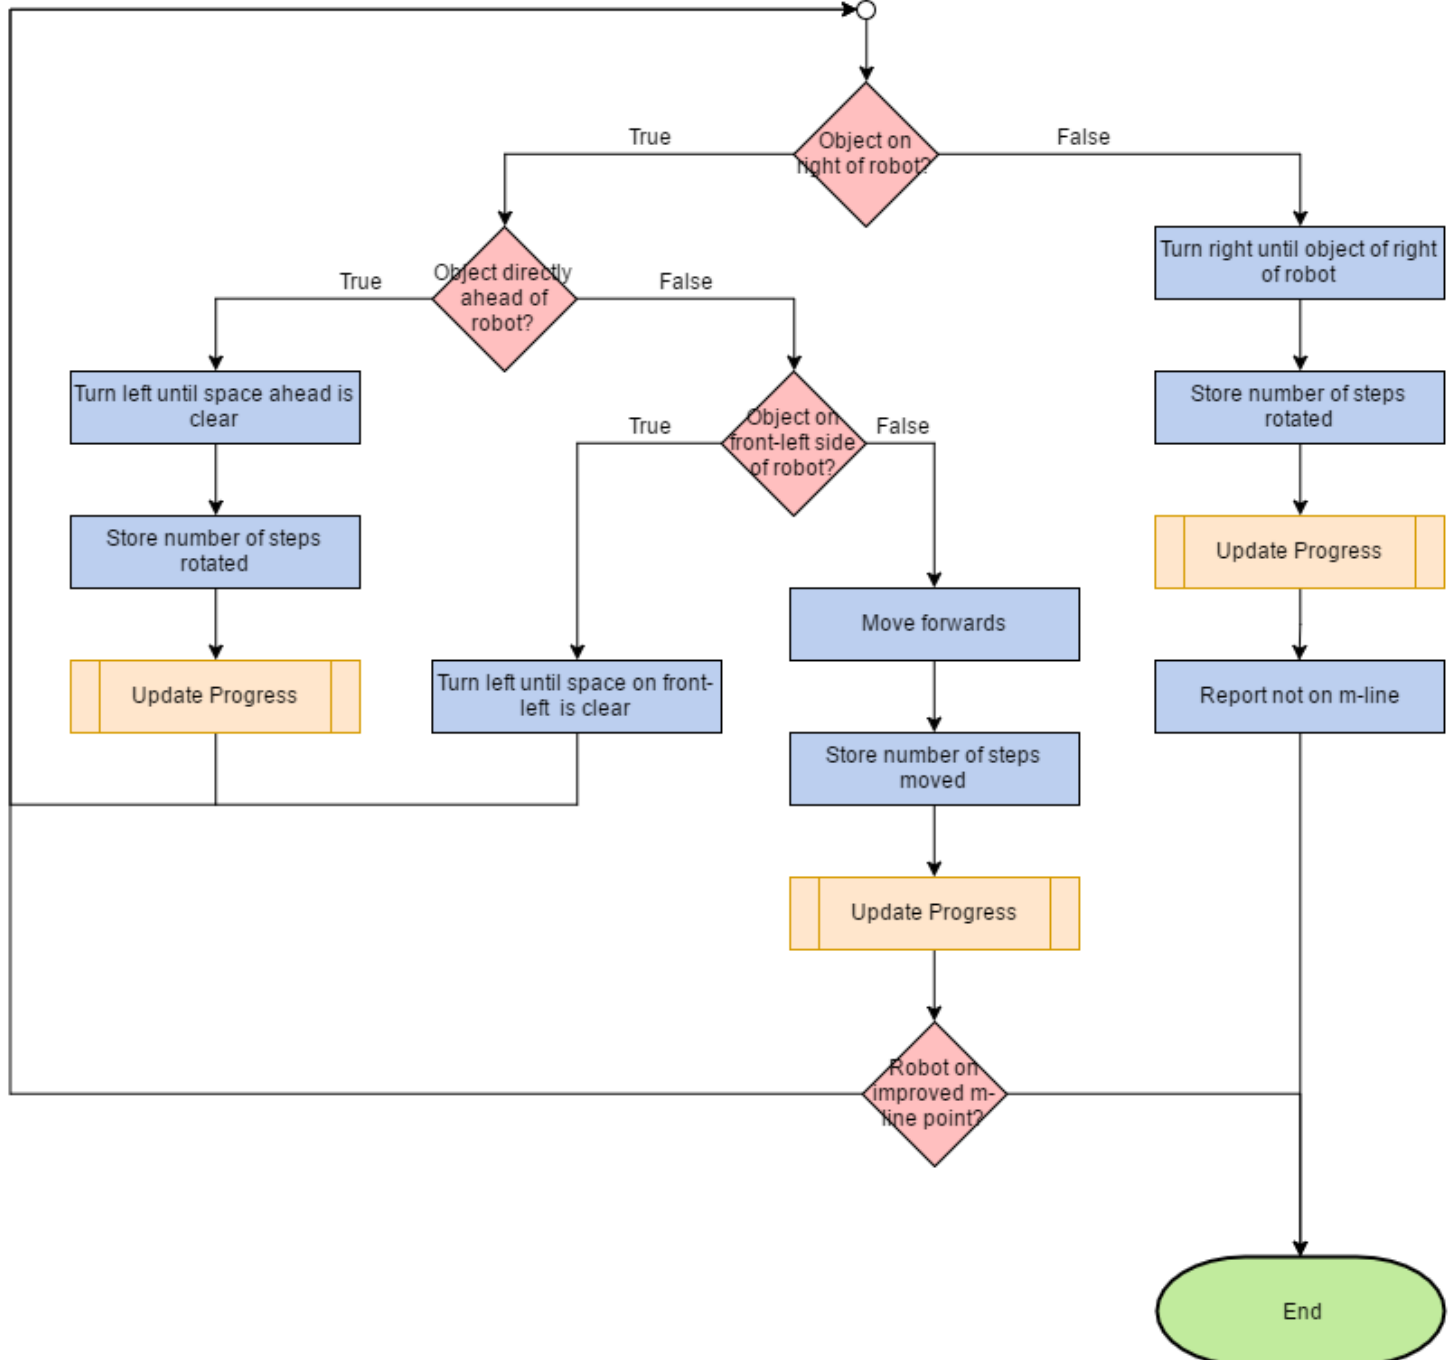 True
Object on
right of robot?
False
Turn right until object of right
of robot
True
Object directly
ahead of
robot?
False
Turn left until space ahead is
clear
True
Object on
front-left side
of robot?
False
Store number of steps
rotated
Store number of steps
rotated
Update Progress
Move forwards
Update Progress
Turn left until space on front-
left is clear
Report not on m-line
Store number of steps
moved
Update Progress
Robot on
improved m-
line point?
End